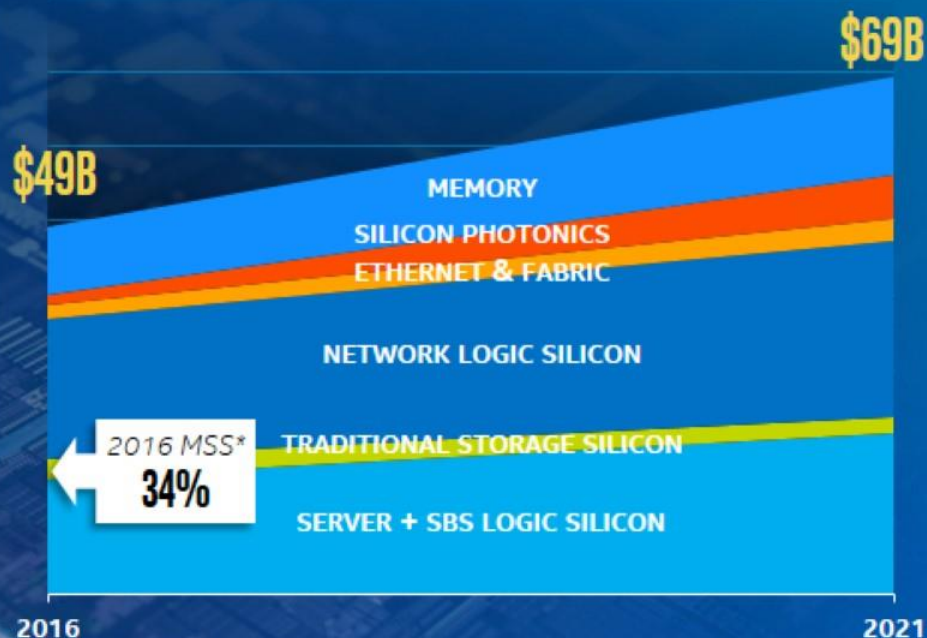 $69B
$49B
MEMORY
SILICON PHOTONICS
ETHERNET & FABRIC
NETWORK LOGIC SILICON
2016 MSS*
34%
TRADITIONAL STORAGE SILICON
SERVER + SBS LOGIC SILICON
2016
2021